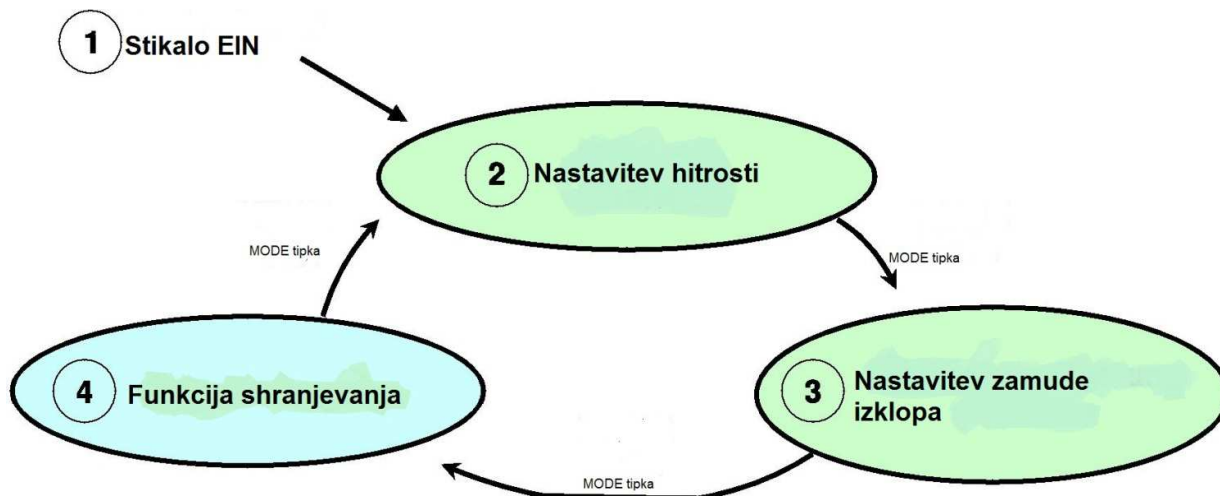 1 Stikalo EIN
2 Nastavitev hitrosti
MODE tipka
MODE tipka
3 Nastavitev zamude
izklopa
4 Funkcija shranjevanja
MODE tipka